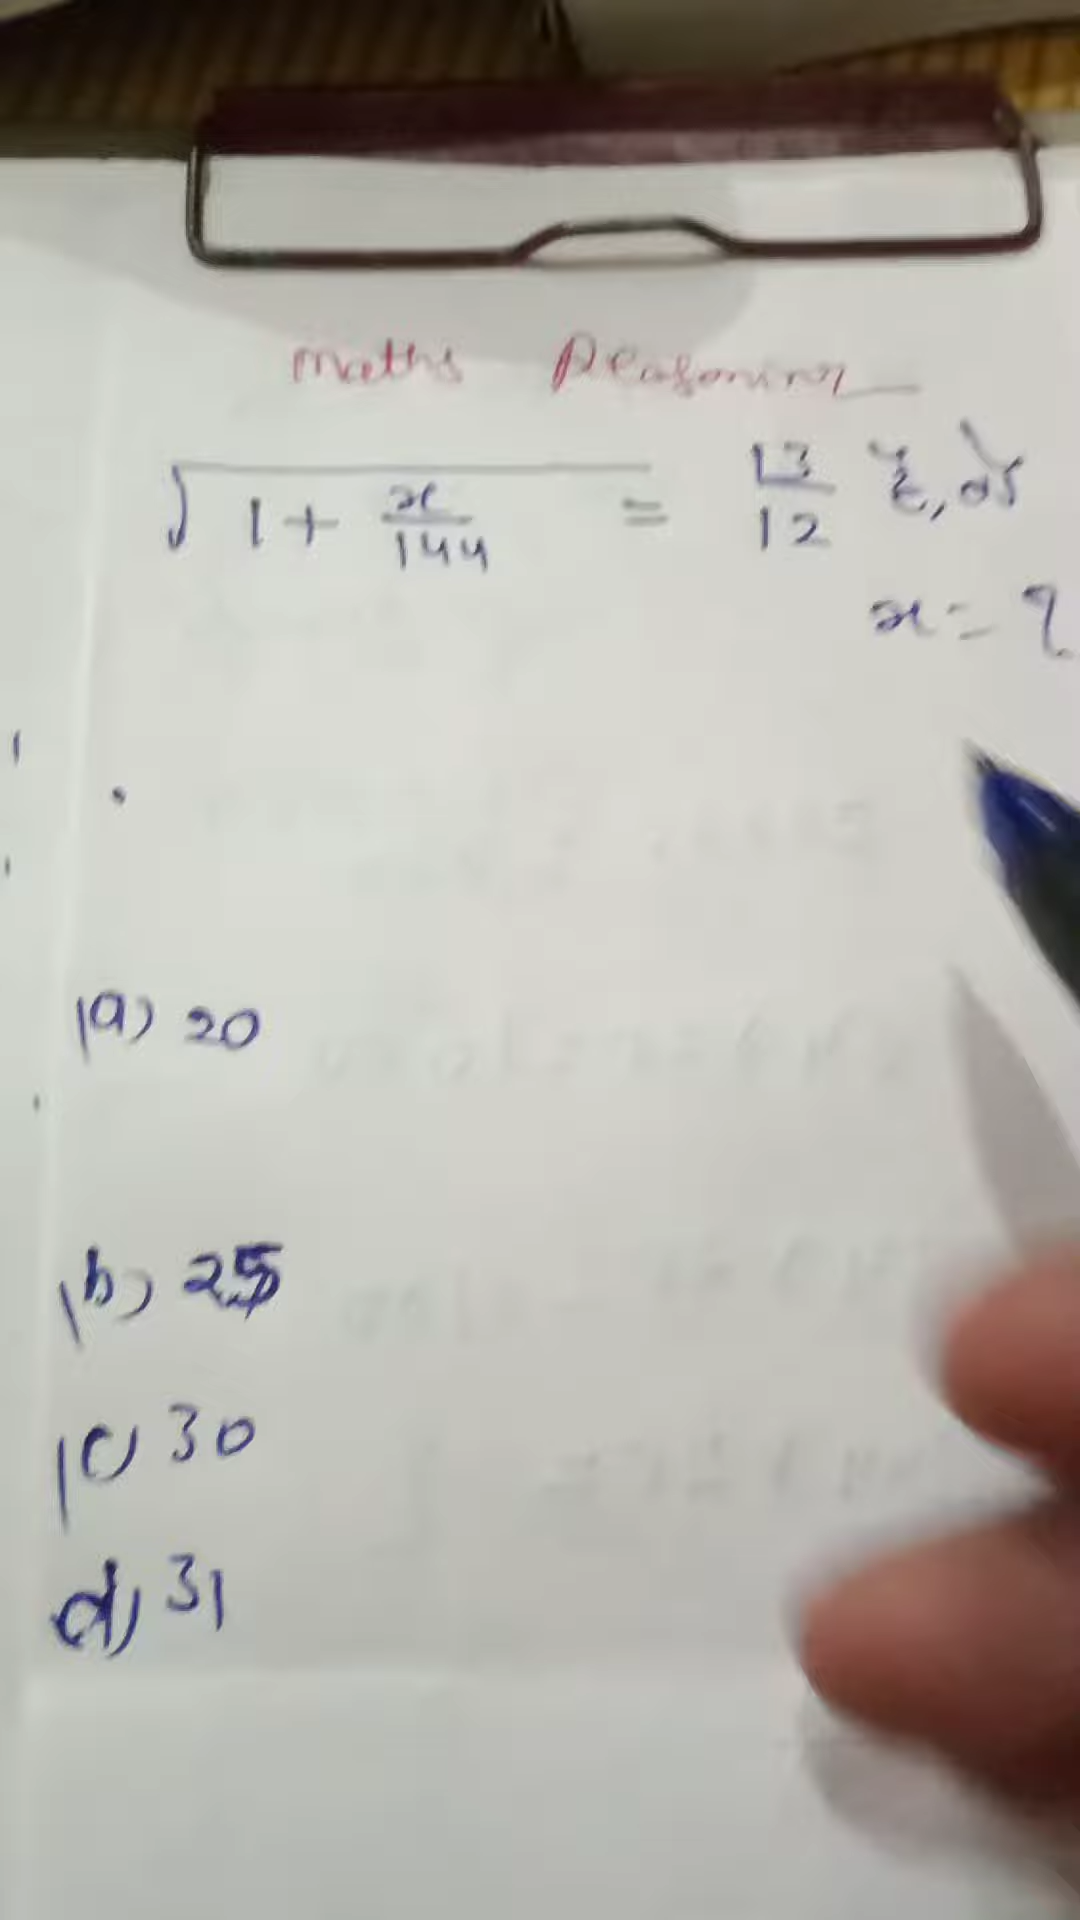 Maths Reasoning
√1 + x/144 = 13/12 है, तो
x = ?
(a) 20
(b) 25
(c) 30
d) 31